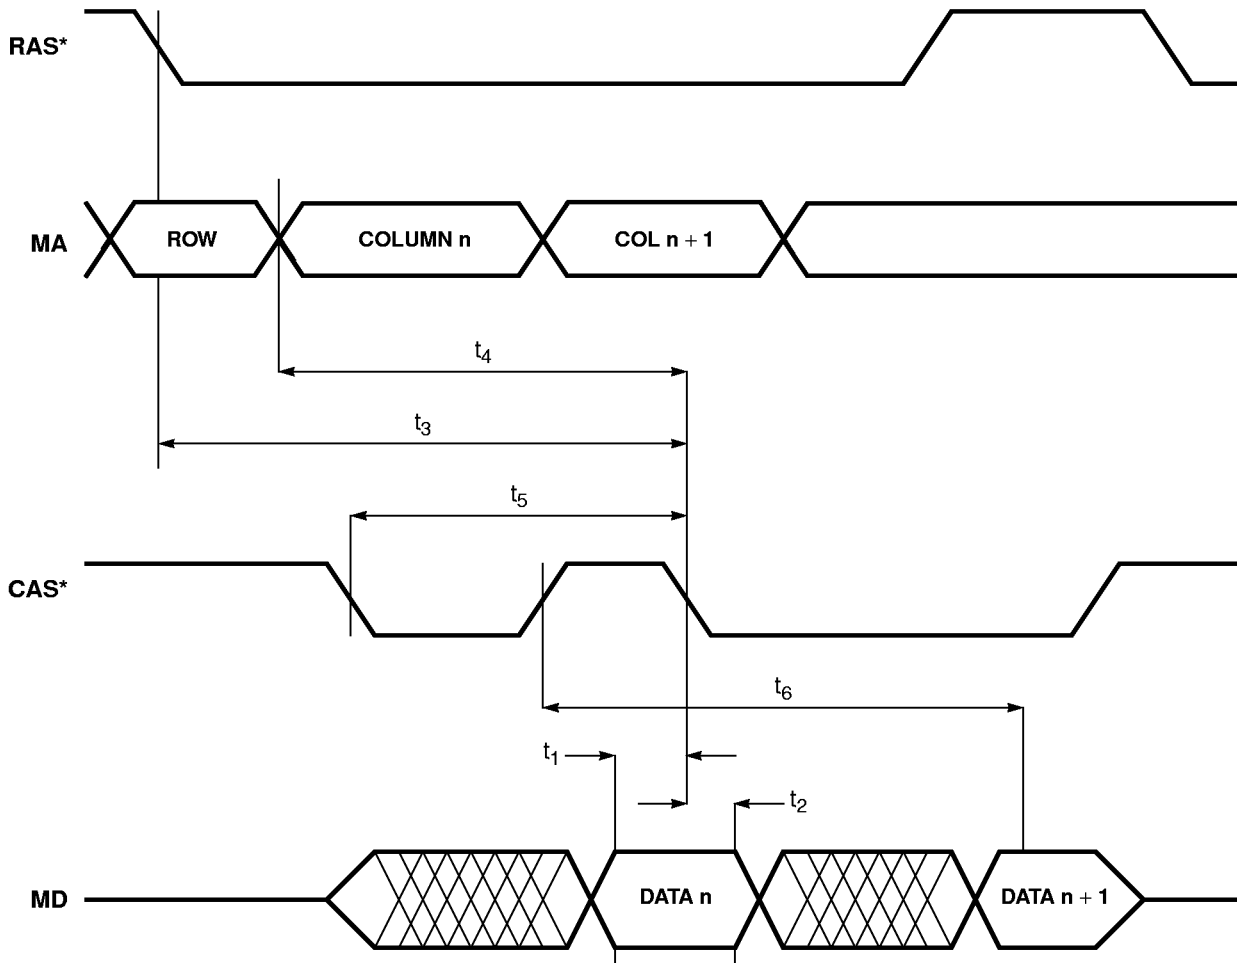 RAS*
MA
ROW
COLUMN n
COL n + 1
t4
t3
t5
CAS*
t6
t1
t2
MD
DATA n
DATA n + 1